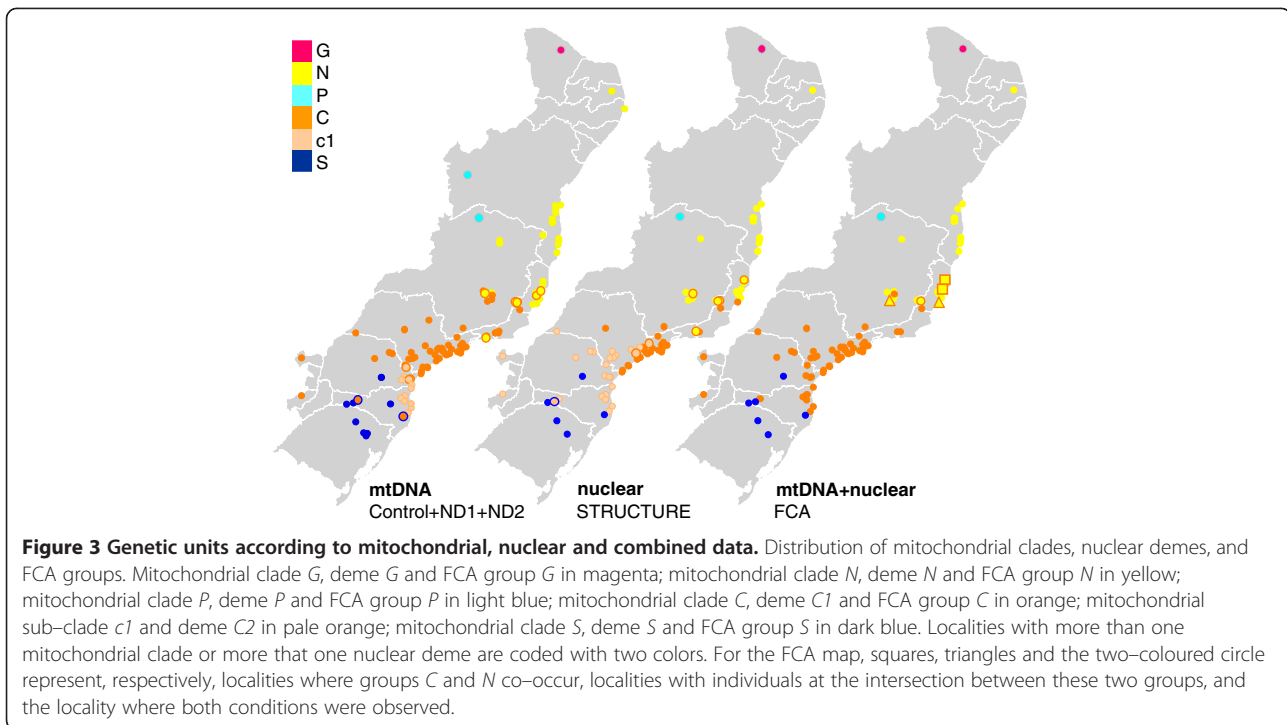 G
N
P
C
c1
S
mtDNA
Control+ND1+ND2
nuclear
STRUCTURE
mtDNA+nuclear
FCA
Figure 3 Genetic units according to mitochondrial, nuclear and combined data. Distribution of mitochondrial clades, nuclear demes, and
FCA groups. Mitochondrial clade G, deme G and FCA group G in magenta; mitochondrial clade N, deme N and FCA group N in yellow;
mitochondrial clade P, deme P and FCA group P in light blue; mitochondrial clade C, deme C1 and FCA group C in orange; mitochondrial
sub–clade c1 and deme C2 in pale orange; mitochondrial clade S, deme S and FCA group S in dark blue. Localities with more than one
mitochondrial clade or more that one nuclear deme are coded with two colors. For the FCA map, squares, triangles and the two–coloured circle
represent, respectively, localities where groups C and N co–occur, localities with individuals at the intersection between these two groups, and
the locality where both conditions were observed.